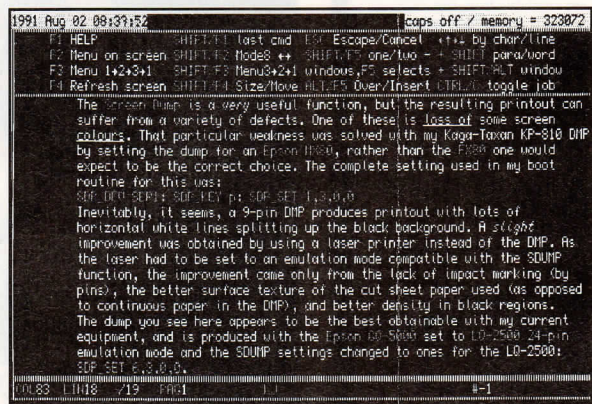 1991 Aug 02 08:39:52 caps off / memory = 323072
F1 HELP SHIFT/F1 last cmd ESC Escape/Cancel ←↑↓→ by char/line
F2 Menu on screen SHIFT/F2 Mode8 ↔ SHIFT/F5 one/two - + SHIFT para/word
F3 Menu 1+2+3+1 SHIFT/F3 Menu3+2+1 windows,F5 selects + SHIFT/ALT window
F4 Refresh screen SHIFT/F4 Size/Move ALT/F5 Over/Insert CTRL/C toggle job
The Screen Dump is a very useful function, but the resulting printout can
suffer from a variety of defects. One of these is loss of some screen
colours. That particular weakness was solved with my Kaga-Taxan KP-810 DMP
by setting the dump for an Epson MX80, rather than the FX80 one would
expect to be the correct choice. The complete setting used in my boot
routine for this was:
SDP_DEV SER1: SDP_KEY p: SDP_SET 1,3,0,0
Inevitably, it seems, a 9-pin DMP produces printout with lots of
horizontal white lines splitting up the black background. A slight
improvement was obtained by using a laser printer instead of the DMP. As
the laser had to be set to an emulation mode compatible with the SDUMP
function, the improvement came only from the lack of impact marking (by
pins), the better surface texture of the cut sheet paper used (as opposed
to continuous paper in the DMP), and better density in black regions.
The dump you see here appears to be the best obtainable with my current
equipment, and is produced with the Epson GQ-5000 set to LQ-2500 24-pin
emulation mode and the SDUMP settings changed to ones for the LQ-2500:
SDP_SET 6,3,0,0.
COL83 LIN18 /19 PAG1 #-1